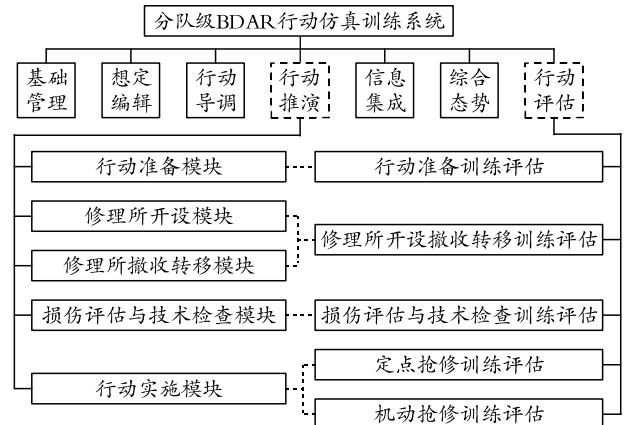 分队级BDAR行动仿真训练系统
基础 想定 行动 行动 信息 综合 行动
管理 编辑 导调 推演 集成 态势 评估
行动准备模块 行动准备训练评估
修理所开设模块
修理所开设撤收转移训练评估
修理所撤收转移模块
损伤评估与技术检查模块 损伤评估与技术检查训练评估
定点抢修训练评估
行动实施模块
机动抢修训练评估